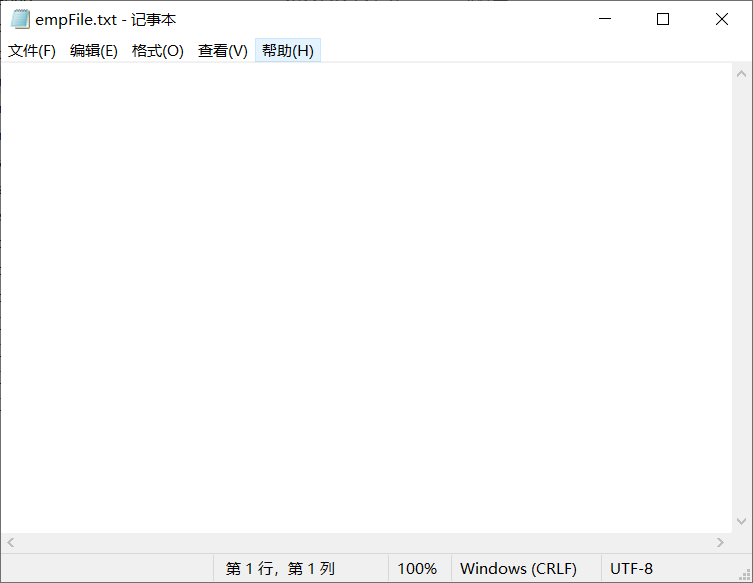 empFile.txt - 记事本
文件(F) 编辑(E) 格式(O) 查看(V) 帮助(H)
第 1 行，第 1 列 100% Windows (CRLF) UTF-8